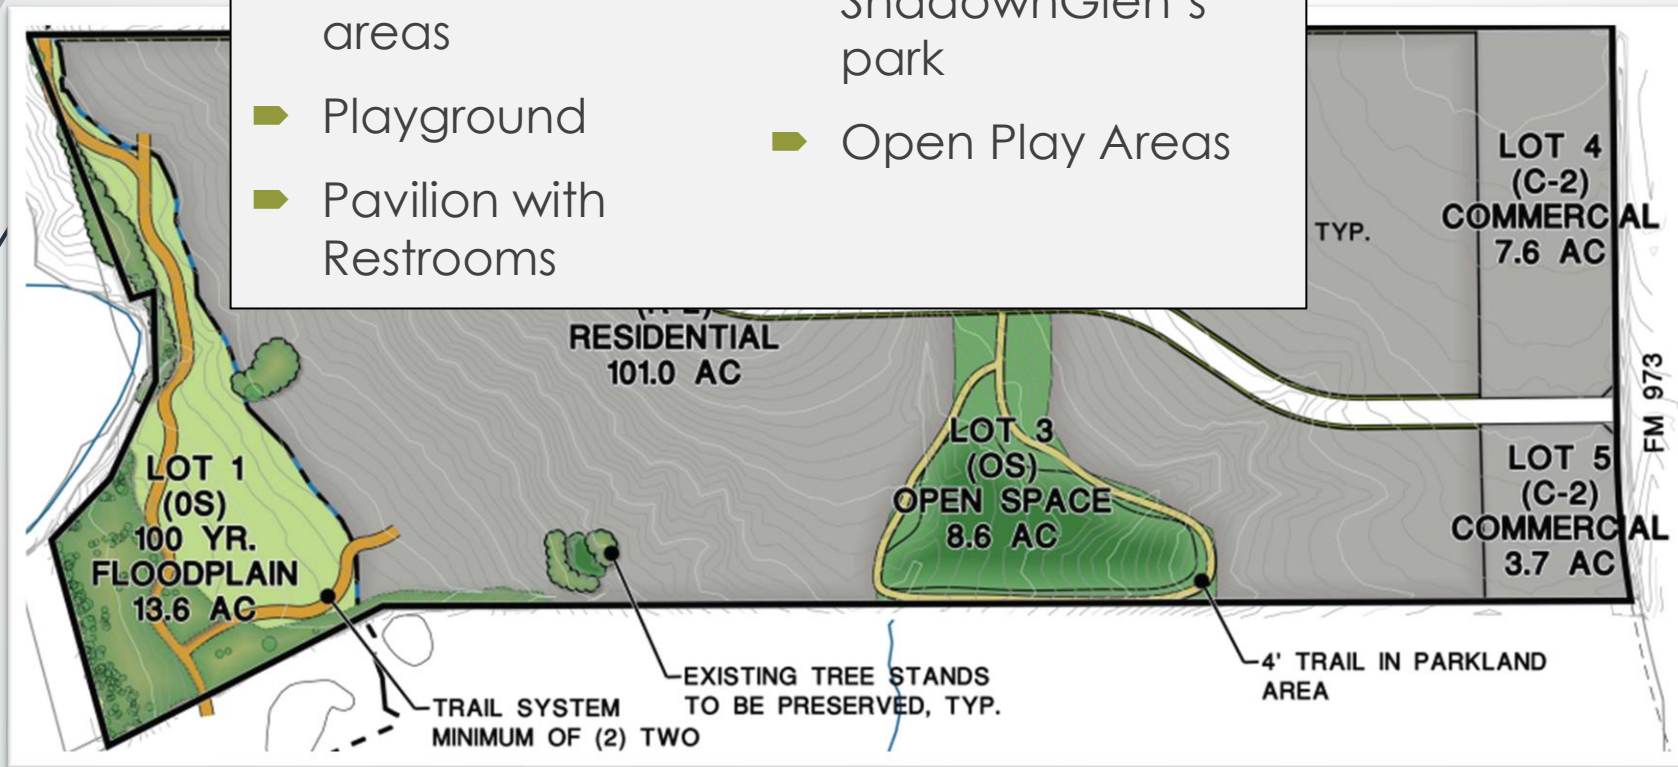 areas
Playground
Pavilion with
Restrooms
ShadownGlen's
park
Open Play Areas
TYP.
LOT 4
(C-2)
COMMERCIAL
7.6 AC
RESIDENTIAL
101.0 AC
FM 973
LOT 3
(OS)
OPEN SPACE
8.6 AC
LOT 5
(C-2)
COMMERCIAL
3.7 AC
LOT 1
(0S)
100 YR.
FLOODPLAIN
13.6 AC
EXISTING TREE STANDS
TO BE PRESERVED, TYP.
4' TRAIL IN PARKLAND
AREA
TRAIL SYSTEM
MINIMUM OF (2) TWO